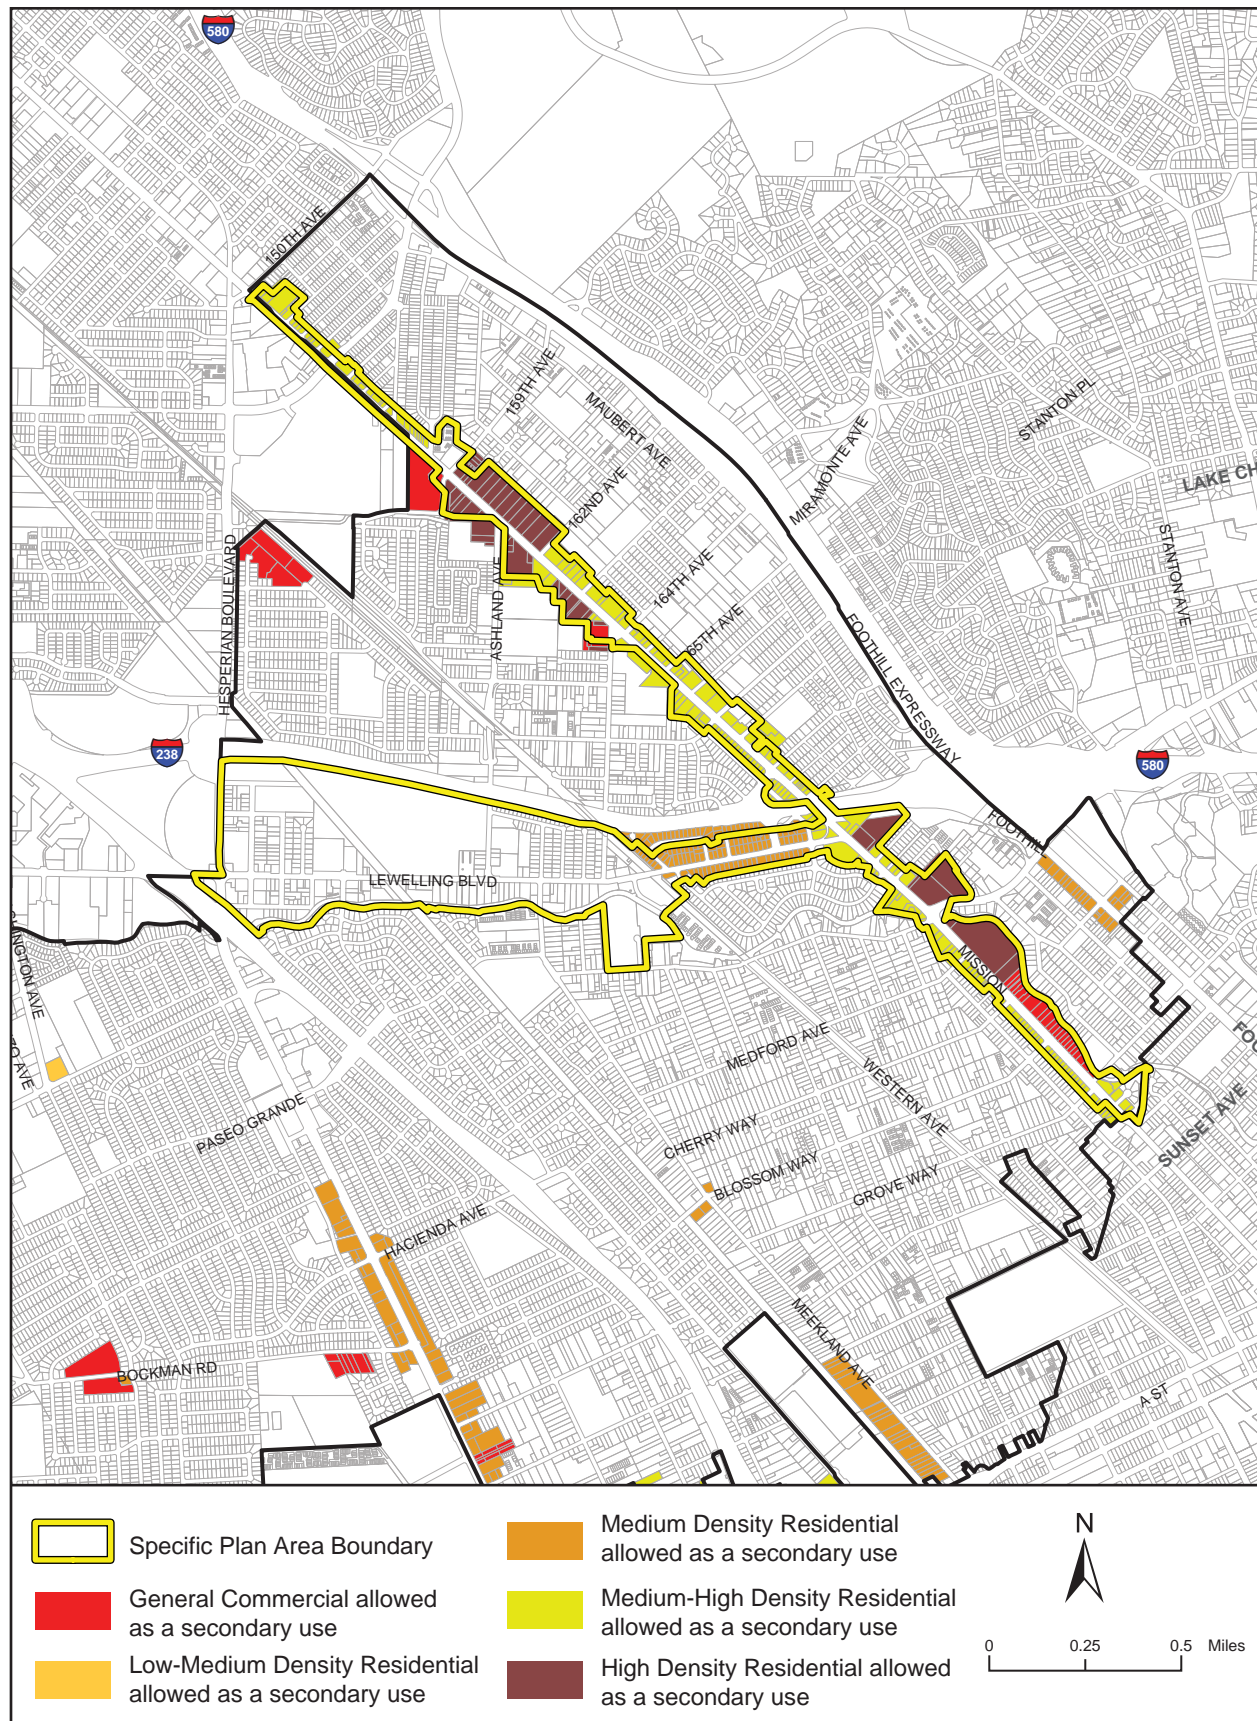 580
150TH AVE
159TH AVE
MAUBERT AVE
STANTON PL
MIRAMONTE AVE
LAKE CH
162ND AVE
STANTON AVE
HESPERIAN BOULEVARD
ASHLAND AVE
164TH AVE
65TH AVE
FOOTHILL EXPRESSWAY
238
580
FOOTHILL
LEWELLING BLVD
MISSION
NGTON AVE
ZO AVE
MEDFORD AVE
WESTERN AVE
FOO
SUNSET AVE
PASEO GRANDE
CHERRY WAY
BLOSSOM WAY
GROVE WAY
HACIENDA AVE
MEEKLAND AVE
BOCKMAN RD
A ST
Specific Plan Area Boundary
General Commercial allowed
as a secondary use
Low-Medium Density Residential
allowed as a secondary use
Medium Density Residential
allowed as a secondary use
Medium-High Density Residential
allowed as a secondary use
High Density Residential allowed
as a secondary use
N
0 0.25 0.5 Miles